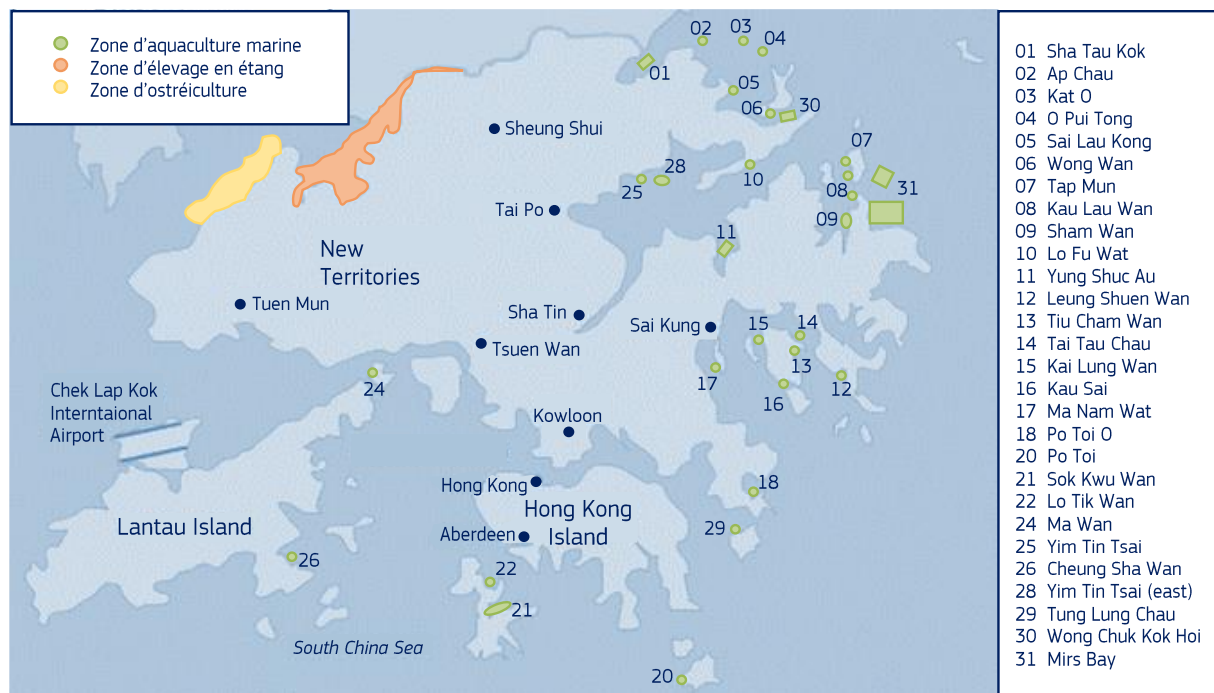 Zone d'aquaculture marine
Zone d'élevage en étang
Zone d'ostréiculture
02
03
04
01
05
06
30
Sheung Shui
07
28
25
10
08
31
Tai Po
09
11
New
Territories
Tuen Mun
Sha Tin
Sai Kung
15
14
Tsuen Wan
13
24
17
16
12
Chek Lap Kok
Interntaional
Airport
Kowloon
Hong Kong
18
Hong Kong
Island
Lantau Island
Aberdeen
29
26
22
21
South China Sea
20
01 Sha Tau Kok
02 Ap Chau
03 Kat O
04 O Pui Tong
05 Sai Lau Kong
06 Wong Wan
07 Tap Mun
08 Kau Lau Wan
09 Sham Wan
10 Lo Fu Wat
11 Yung Shuc Au
12 Leung Shuen Wan
13 Tiu Cham Wan
14 Tai Tau Chau
15 Kai Lung Wan
16 Kau Sai
17 Ma Nam Wat
18 Po Toi O
20 Po Toi
21 Sok Kwu Wan
22 Lo Tik Wan
24 Ma Wan
25 Yim Tin Tsai
26 Cheung Sha Wan
28 Yim Tin Tsai (east)
29 Tung Lung Chau
30 Wong Chuk Kok Hoi
31 Mirs Bay